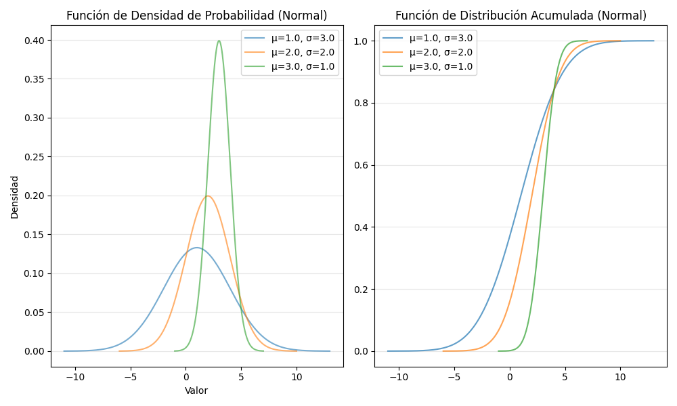 Función de Densidad de Probabilidad (Normal)
μ=1.0, σ=3.0
μ=2.0, σ=2.0
μ=3.0, σ=1.0
Densidad
0.40
0.35
0.30
0.25
0.20
0.15
0.10
0.05
0.00
−10
−5
0
5
10
Valor
Función de Distribución Acumulada (Normal)
μ=1.0, σ=3.0
μ=2.0, σ=2.0
μ=3.0, σ=1.0
1.0
0.8
0.6
0.4
0.2
0.0
−10
−5
0
5
10